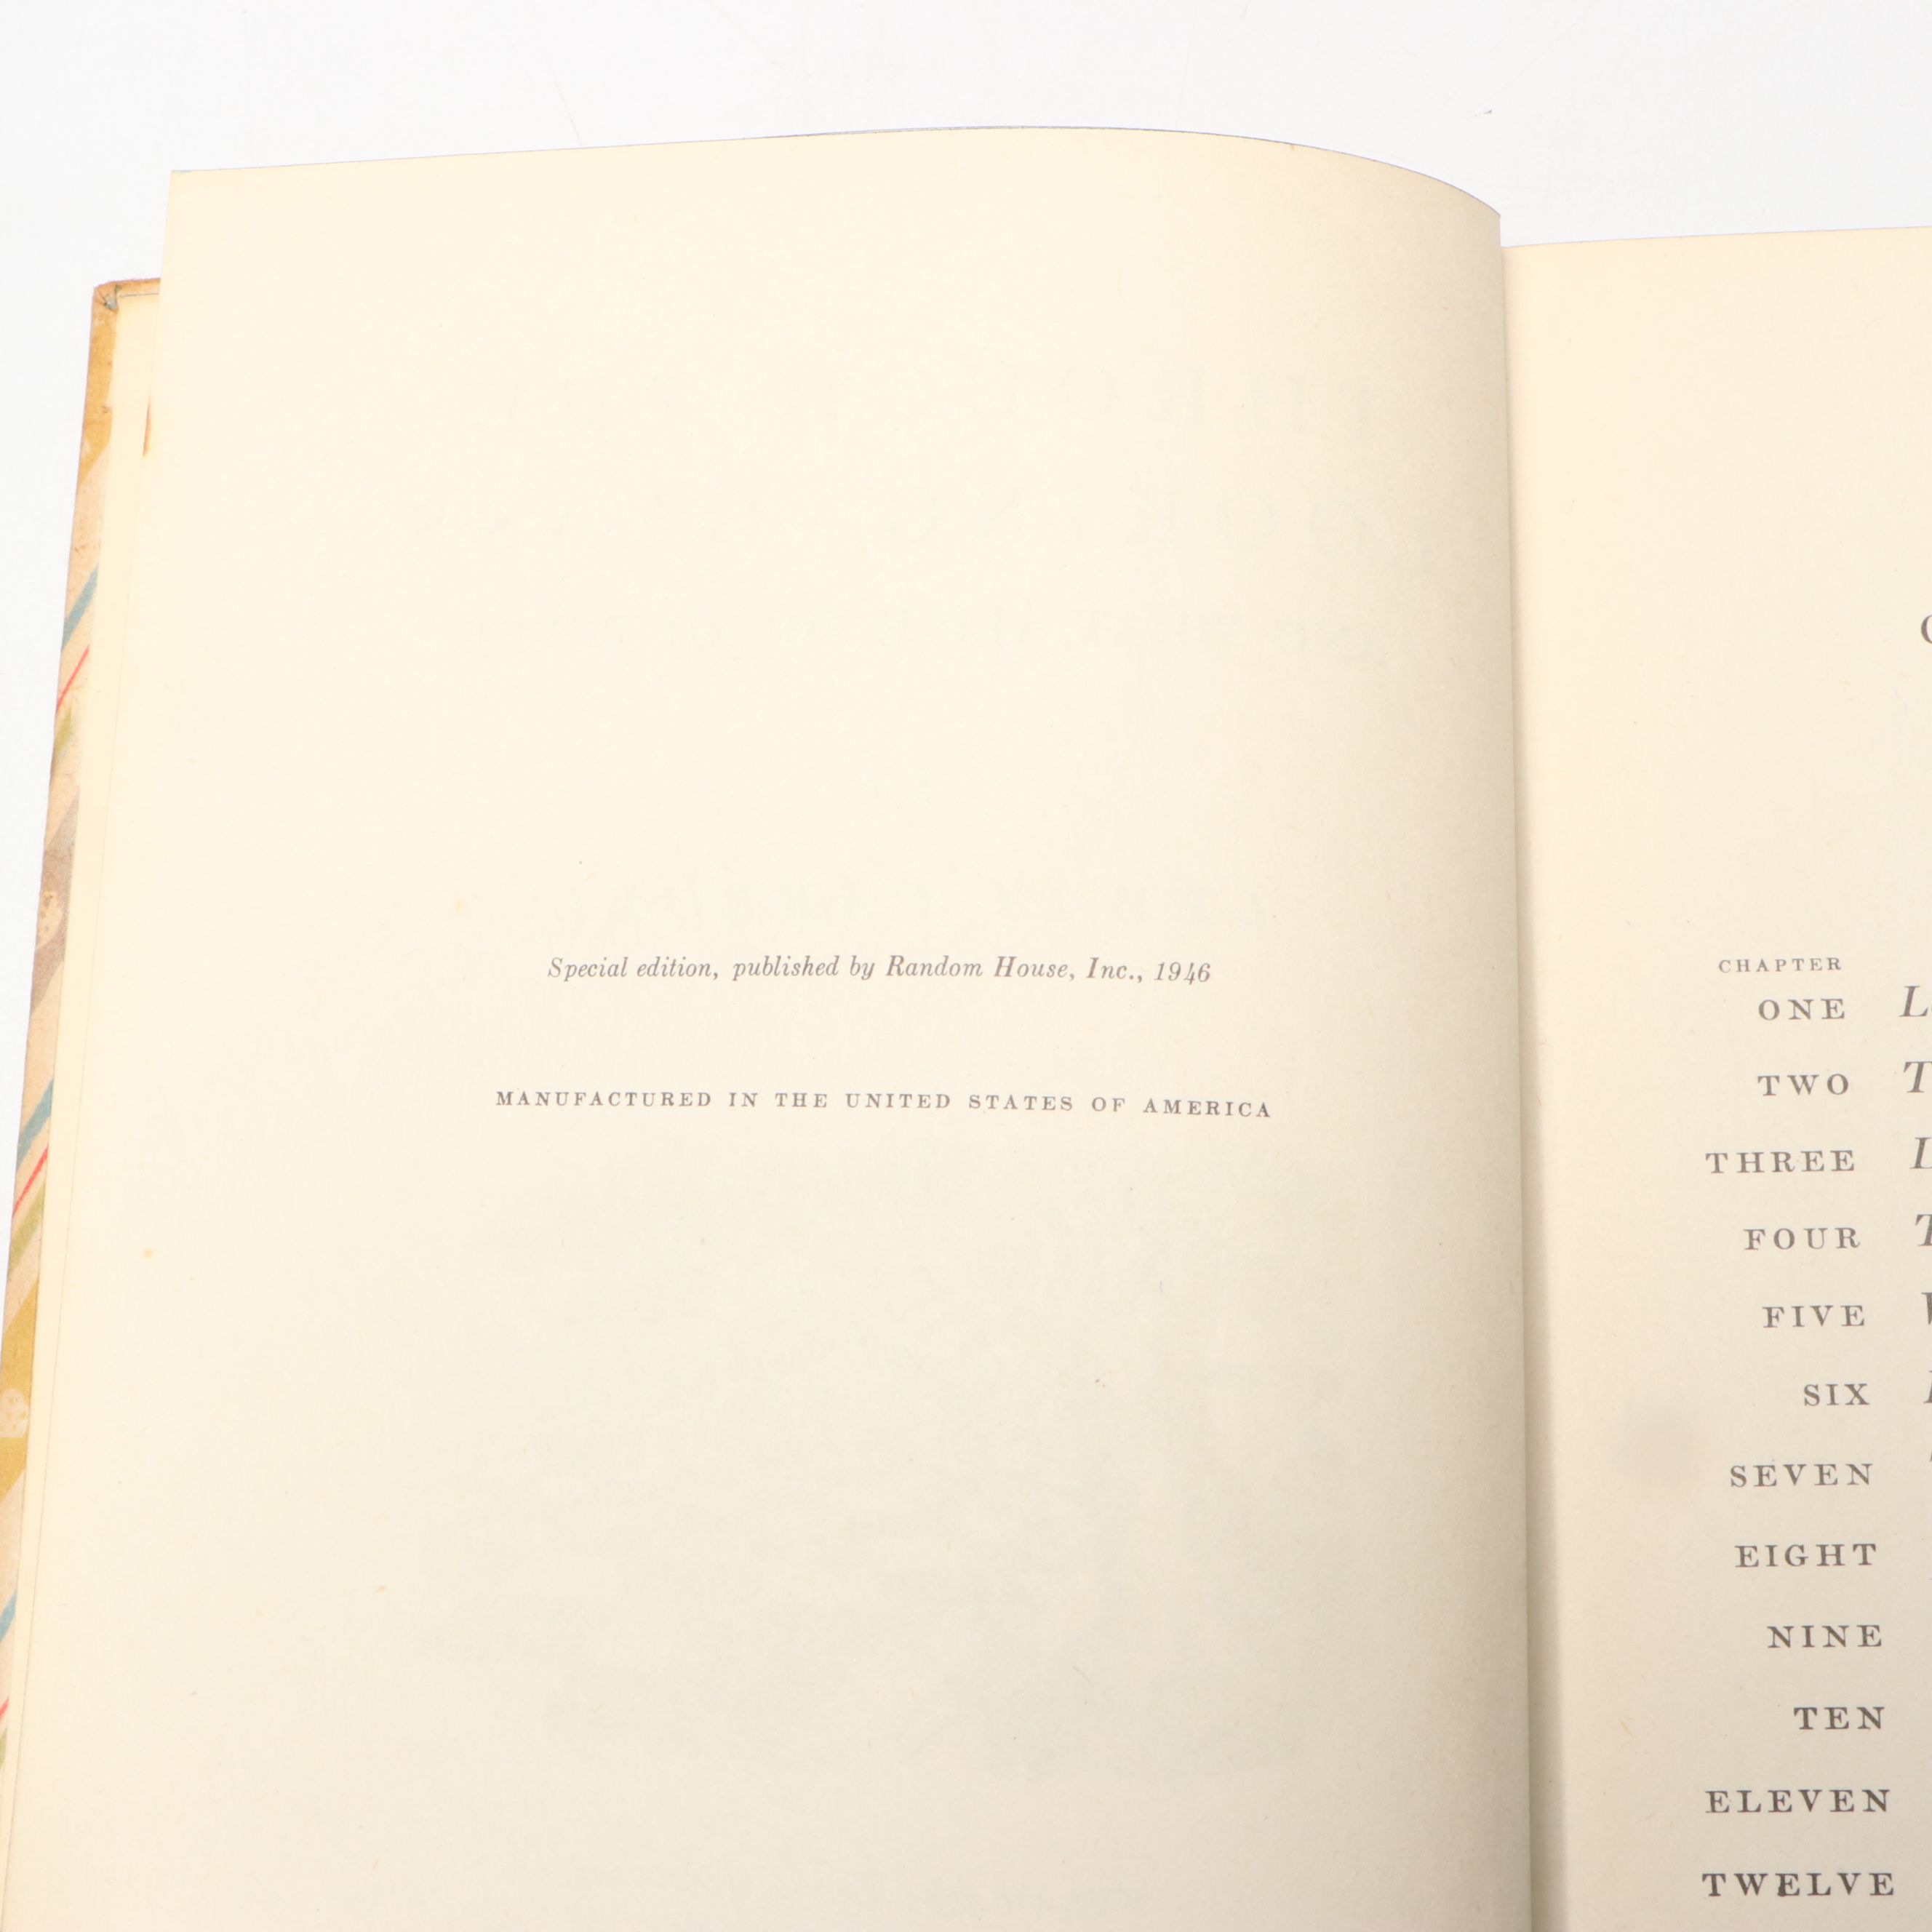 Special edition, published by Random House, Inc., 1946
MANUFACTURED IN THE UNITED STATES OF AMERICA
CHAPTER
ONE L
TWO T
THREE L
FOUR T
FIVE
SIX
SEVEN
EIGHT
NINE
TEN
ELEVEN
TWELVE